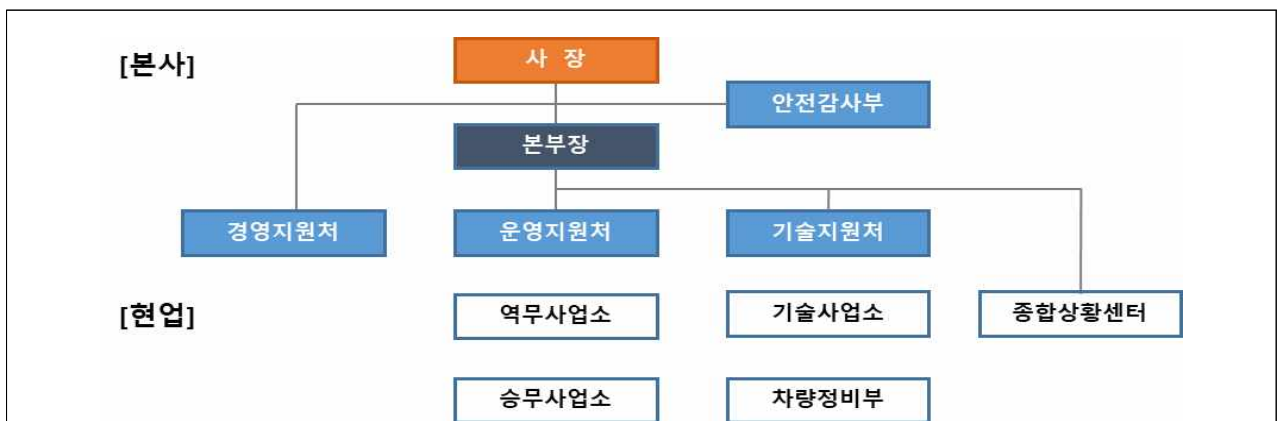 [본사]
사 장
안전감사부
본부장
경영지원처
운영지원처
기술지원처
[현업]
역무사업소
기술사업소
종합상황센터
승무사업소
차량정비부